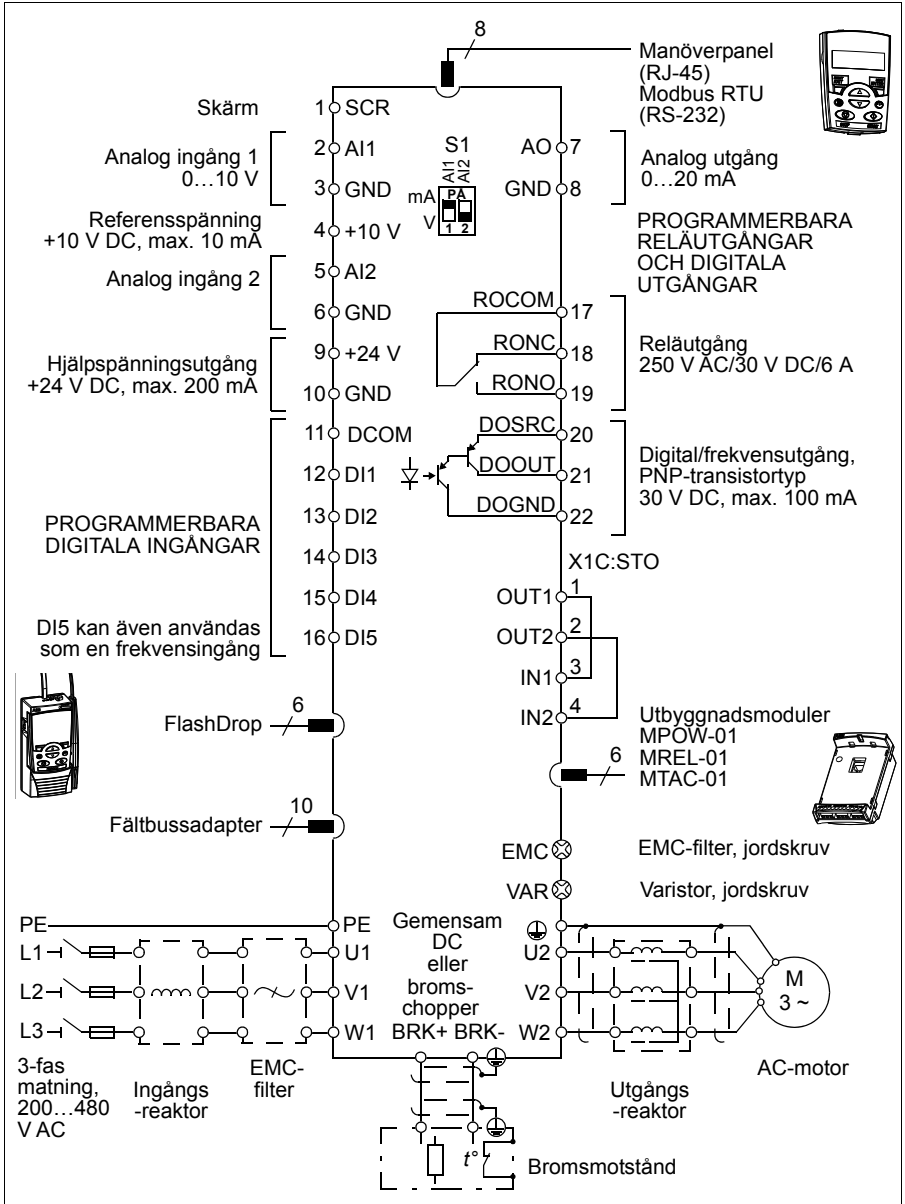 8
Manöverpanel
(RJ-45)
Modbus RTU
(RS-232)
Skärm
1 SCR
Analog ingång 1
0…10 V
2 AI1
3 GND
S1
AI1
AI2
mA
V
PA
1 2
AO 7
GND 8
Analog utgång
0…20 mA
Referensspänning
+10 V DC, max. 10 mA
4 +10 V
PROGRAMMERBARA
RELÄUTGÅNGAR
OCH DIGITALA
UTGÅNGAR
Analog ingång 2
5 AI2
6 GND
ROCOM 17
RONC 18
RONO 19
Reläutgång
250 V AC/30 V DC/6 A
Hjälpspänningsutgång
+24 V DC, max. 200 mA
9 +24 V
10 GND
11 DCOM
12 DI1
13 DI2
14 DI3
15 DI4
16 DI5
PROGRAMMERBARA
DIGITALA INGÅNGAR
DI5 kan även användas
som en frekvensingång
DOSRC 20
DOOUT 21
DOGND 22
Digital/frekvensutgång,
PNP-transistortyp
30 V DC, max. 100 mA
X1C:STO
OUT1 1
OUT2 2
IN1 3
IN2 4
FlashDrop
6
Utbyggnadsmoduler
MPOW-01
MREL-01
MTAC-01
6
Fältbussadapter
10
EMC
EMC-filter, jordskruv
VAR
Varistor, jordskruv
PE
L1
L2
L3
PE
U1
V1
W1
Gemensam
DC
eller
broms-
chopper
BRK+ BRK-
U2
V2
W2
M
3 ~
3-fas
matning,
200…480
V AC
Ingångs
-reaktor
EMC-
filter
Utgångs
-reaktor
AC-motor
t°
Bromsmotstånd